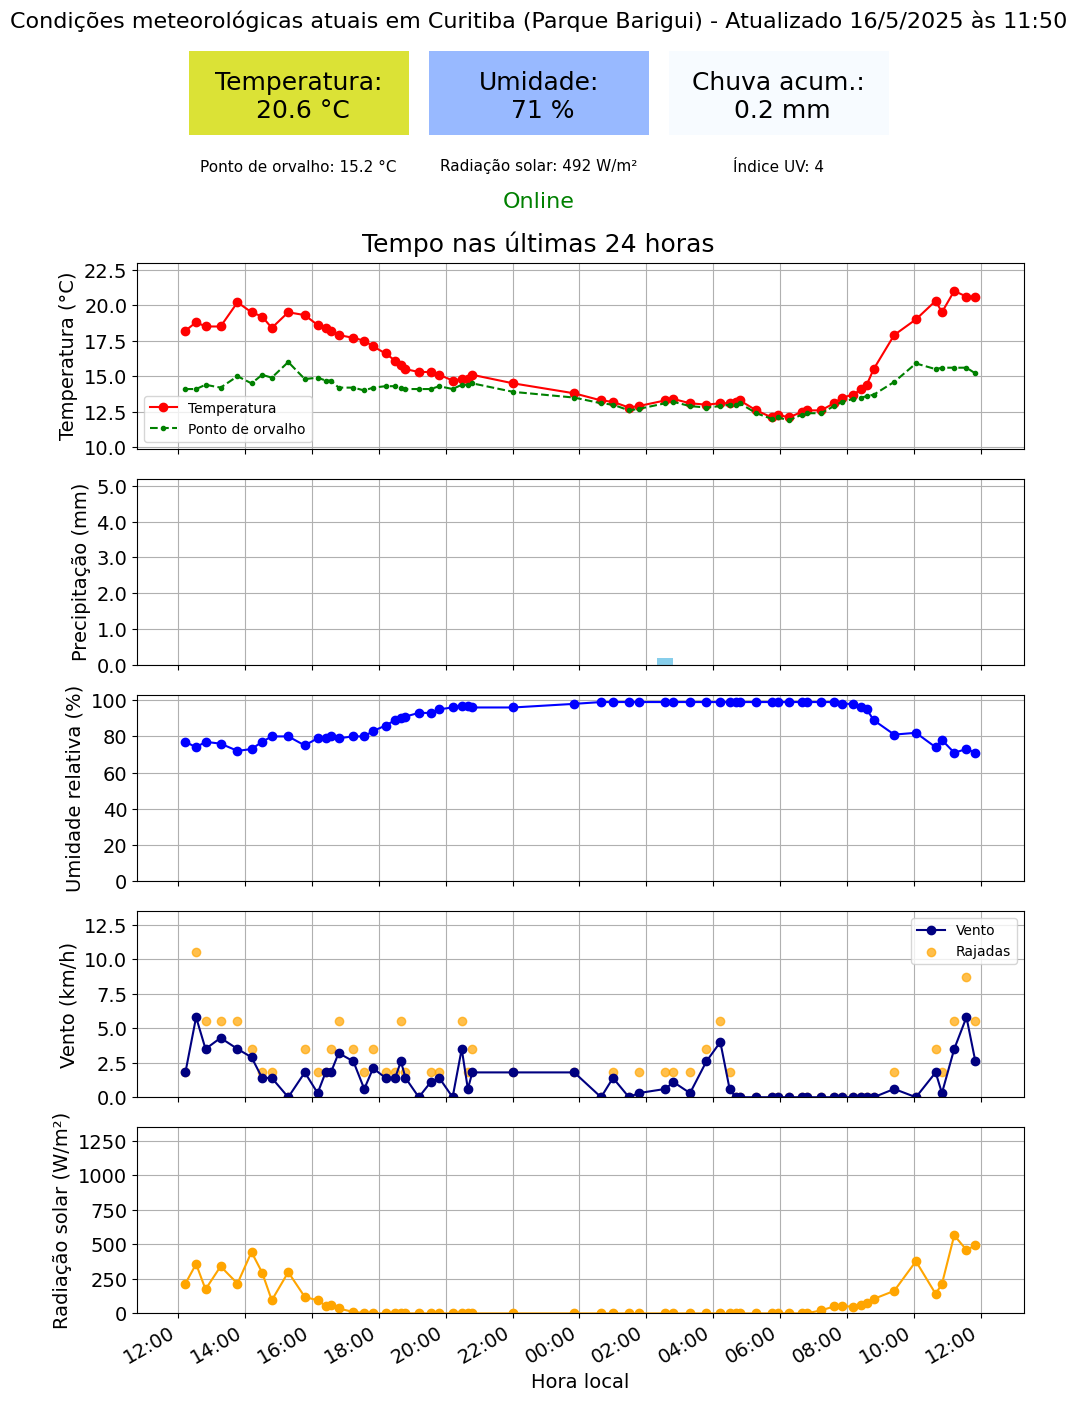 Condições meteorológicas atuais em Curitiba (Parque Barigui) - Atualizado 16/5/2025 às 11:50
Temperatura:
20.6 °C
Umidade:
71 %
Chuva acum.:
0.2 mm
Ponto de orvalho: 15.2 °C
Radiação solar: 492 W/m²
Índice UV: 4
Online
Tempo nas últimas 24 horas
Temperatura (°C)
22.5
20.0
17.5
15.0
12.5
10.0
Temperatura
Ponto de orvalho
Precipitação (mm)
5.0
4.0
3.0
2.0
1.0
0.0
Umidade relativa (%)
100
80
60
40
20
0
Vento (km/h)
12.5
10.0
7.5
5.0
2.5
0.0
Vento
Rajadas
Radiação solar (W/m²)
1250
1000
750
500
250
0
12:00
14:00
16:00
18:00
20:00
22:00
00:00
02:00
04:00
06:00
08:00
10:00
12:00
Hora local